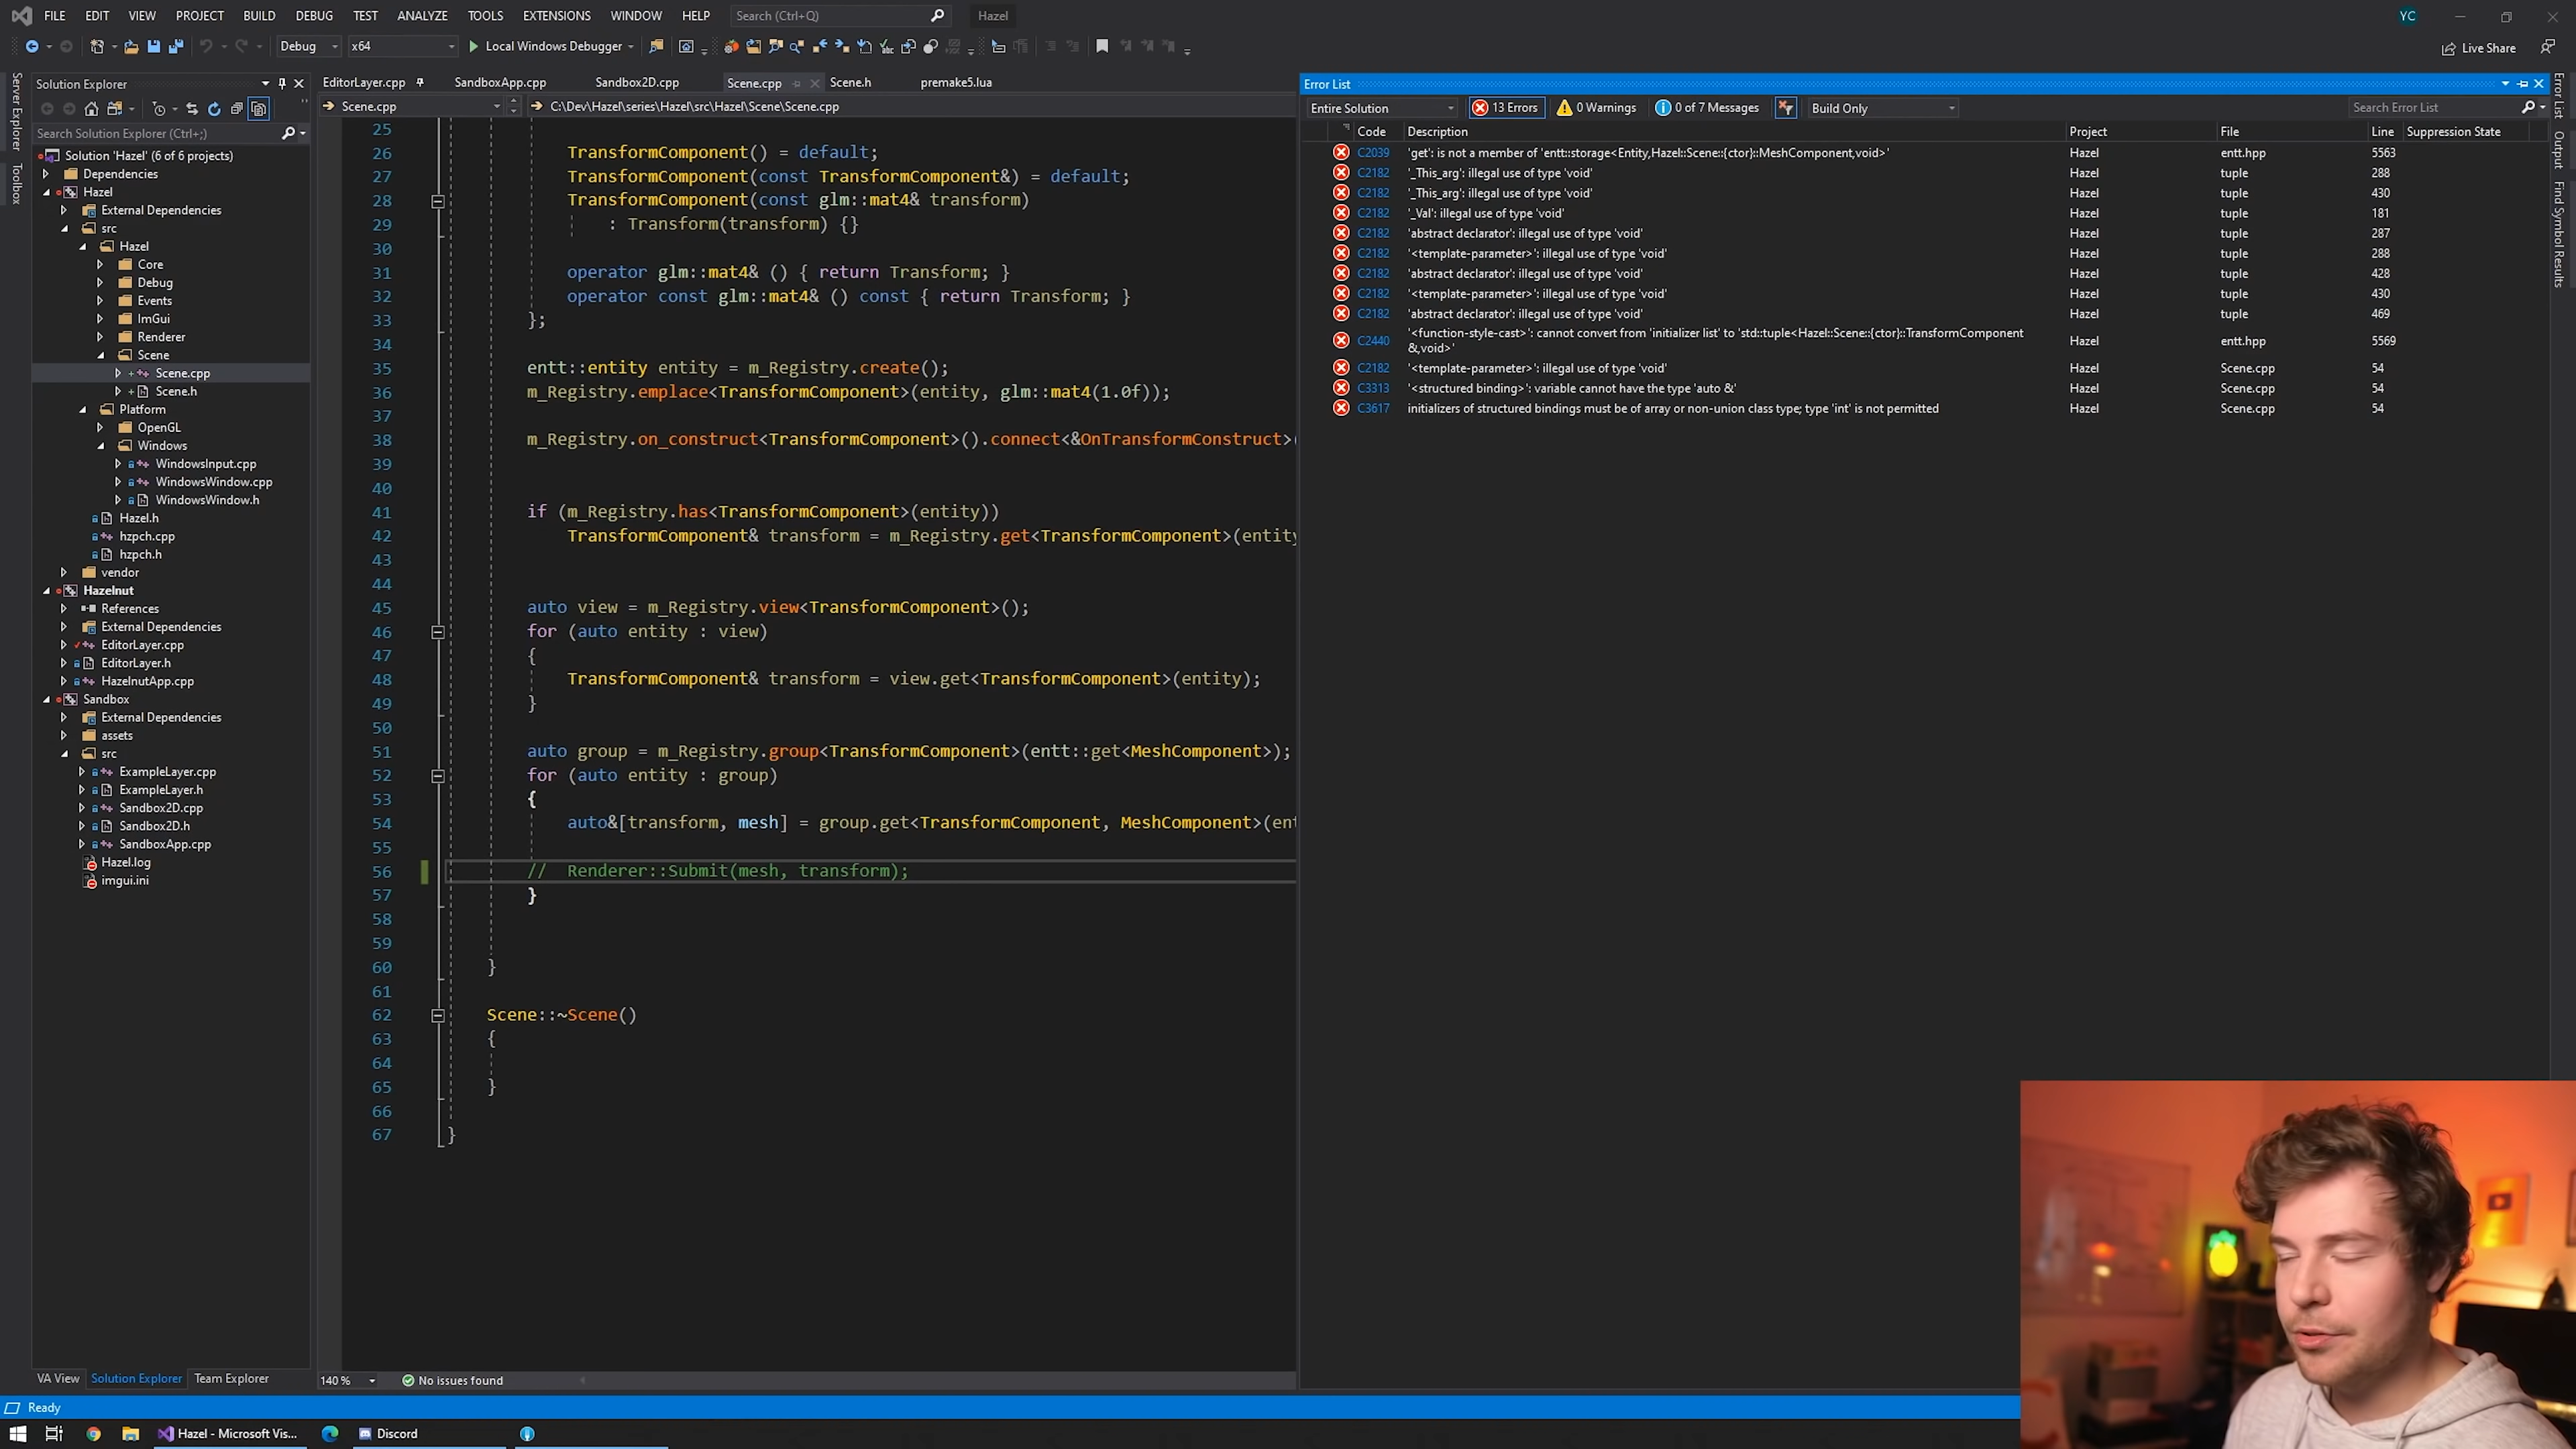 FILE EDIT VIEW PROJECT BUILD DEBUG TEST ANALYZE TOOLS EXTENSIONS WINDOW HELP Search (Ctrl+Q) Hazel YC
Debug x64 Local Windows Debugger Live Share
Server Explorer
Toolbox
Solution Explorer
Search Solution Explorer (Ctrl+;)
Solution 'Hazel' (6 of 6 projects)
Dependencies
Hazel
External Dependencies
src
Hazel
Core
Debug
Events
ImGui
Renderer
Scene
Scene.cpp
Scene.h
Platform
OpenGL
Windows
WindowsInput.cpp
WindowsWindow.cpp
WindowsWindow.h
Hazel.h
hzpch.cpp
hzpch.h
vendor
Hazelnut
References
External Dependencies
EditorLayer.cpp
EditorLayer.h
HazelnutApp.cpp
Sandbox
External Dependencies
assets
src
ExampleLayer.cpp
ExampleLayer.h
Sandbox2D.cpp
Sandbox2D.h
SandboxApp.cpp
Hazel.log
imgui.ini
VA View Solution Explorer Team Explorer
EditorLayer.cpp SandboxApp.cpp Sandbox2D.cpp Scene.cpp Scene.h premake5.lua
Scene.cpp C:\Dev\Hazel\series\Hazel\src\Hazel\Scene\Scene.cpp
25
26 TransformComponent() = default;
27 TransformComponent(const TransformComponent&) = default;
28 TransformComponent(const glm::mat4& transform)
29 : Transform(transform) {}
30
31 operator glm::mat4& () { return Transform; }
32 operator const glm::mat4& () const { return Transform; }
33 };
34
35 entt::entity entity = m_Registry.create();
36 m_Registry.emplace<TransformComponent>(entity, glm::mat4(1.0f));
37
38 m_Registry.on_construct<TransformComponent>().connect<&OnTransformConstruct>(
39
40
41 if (m_Registry.has<TransformComponent>(entity))
42 TransformComponent& transform = m_Registry.get<TransformComponent>(entity
43
44
45 auto view = m_Registry.view<TransformComponent>();
46 for (auto entity : view)
47 {
48 TransformComponent& transform = view.get<TransformComponent>(entity);
49 }
50
51 auto group = m_Registry.group<TransformComponent>(entt::get<MeshComponent>);
52 for (auto entity : group)
53 {
54 auto&[transform, mesh] = group.get<TransformComponent, MeshComponent>(ent
55
56 // Renderer::Submit(mesh, transform);
57 }
58
59
60 }
61
62 Scene::~Scene()
63 {
64
65 }
66
67 }
140 % No issues found
Error List
Entire Solution 13 Errors 0 Warnings 0 of 7 Messages Build Only Search Error List
Code Description Project File Line Suppression State
C2039 'get': is not a member of 'entt::storage<Entity,Hazel::Scene::{ctor}::MeshComponent,void>' Hazel entt.hpp 5563
C2182 '_This_arg': illegal use of type 'void' Hazel tuple 288
C2182 '_This_arg': illegal use of type 'void' Hazel tuple 430
C2182 '_Val': illegal use of type 'void' Hazel tuple 181
C2182 'abstract declarator': illegal use of type 'void' Hazel tuple 287
C2182 '<template-parameter>': illegal use of type 'void' Hazel tuple 288
C2182 'abstract declarator': illegal use of type 'void' Hazel tuple 428
C2182 '<template-parameter>': illegal use of type 'void' Hazel tuple 430
C2182 'abstract declarator': illegal use of type 'void' Hazel tuple 469
C2440 '<function-style-cast>': cannot convert from 'initializer list' to 'std::tuple<Hazel::Scene::{ctor}::TransformComponent
&,void>' Hazel entt.hpp 5569
C2182 '<template-parameter>': illegal use of type 'void' Hazel Scene.cpp 54
C3313 '<structured binding>': variable cannot have the type 'auto &' Hazel Scene.cpp 54
C3617 initializers of structured bindings must be of array or non-union class type; type 'int' is not permitted Hazel Scene.cpp 54
Error List
Output
Find Symbol Results
Ready
Hazel - Microsoft Vis... Discord